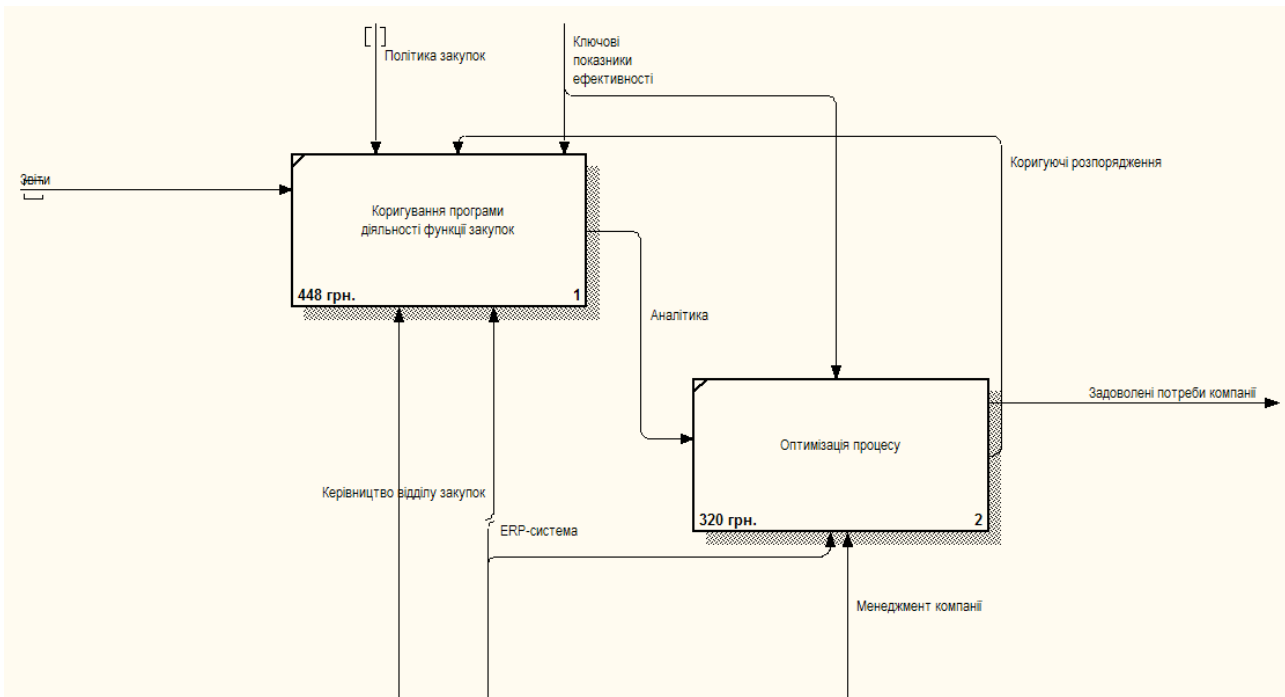 Політика закупок
Ключові
показники
ефективності
Коригуючі розпорядження
Звіти
Коригування програми
діяльності функції закупок
448 грн.
1
Аналітика
Задоволені потреби компанії
Оптимізація процесу
320 грн.
2
Керівництво відділу закупок
ERP-система
Менеджмент компанії